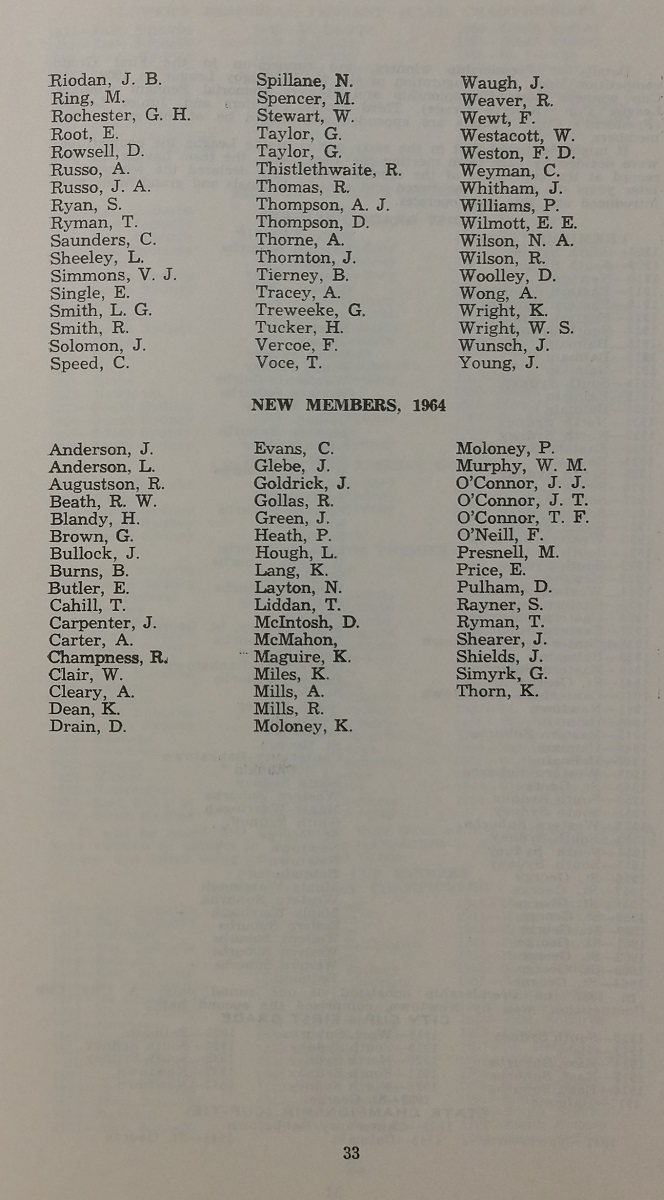 Riodan, J. B.
Ring, M.
Rochester, G. H.
Root, E.
Rowsell, D.
Russo, A.
Russo, J. A.
Ryan, S.
Ryman, T.
Saunders, C.
Sheeley, L.
Simmons, V. J.
Single, E.
Smith, L. G.
Smith, R.
Solomon, J.
Speed, C.
Spillane, N.
Spencer, M.
Stewart, W.
Taylor, G.
Taylor, G.
Thistlethwaite, R.
Thomas, R.
Thompson, A. J.
Thompson, D.
Thorne, A.
Thornton, J.
Tierney, B.
Tracey, A.
Treweeke, G.
Tucker, H.
Vercoe, F.
Voce, T.
Waugh, J.
Weaver, R.
Wewt, F.
Westacott, W.
Weston, F. D.
Weyman, C.
Whitham, J.
Williams, P.
Wilmott, E. E.
Wilson, N. A.
Wilson, R.
Woolley, D.
Wong, A.
Wright, K.
Wright, W. S.
Wunsch, J.
Young, J.
NEW MEMBERS, 1964
Anderson, J.
Anderson, L.
Augustson, R.
Beath, R. W.
Blandy, H.
Brown, G.
Bullock, J.
Burns, B.
Butler, E.
Cahill, T.
Carpenter, J.
Carter, A.
Champness, R.
Clair, W.
Cleary, A.
Dean, K.
Drain, D.
Evans, C.
Glebe, J.
Goldrick, J.
Gollas, R.
Green, J.
Heath, P.
Hough, L.
Lang, K.
Layton, N.
Liddan, T.
McIntosh, D.
McMahon,
Maguire, K.
Miles, K.
Mills, A.
Mills, R.
Moloney, K.
Moloney, P.
Murphy, W. M.
O'Connor, J. J.
O'Connor, J. T.
O'Connor, T. F.
O'Neill, F.
Presnell, M.
Price, E.
Pulham, D.
Rayner, S.
Ryman, T.
Shearer, J.
Shields, J.
Simyrk, G.
Thorn, K.
33